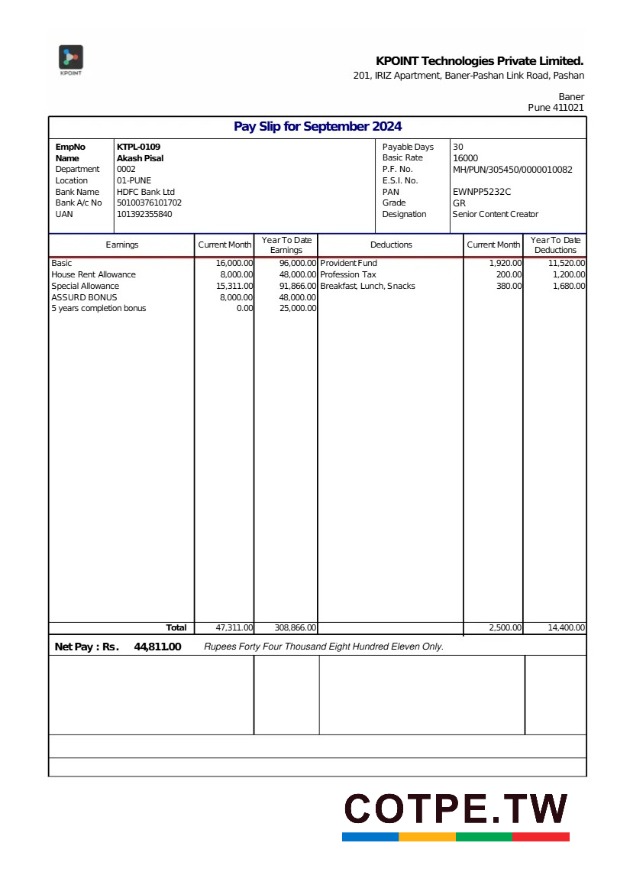 KPOINT
KPOINT Technologies Private Limited.
201, IRIZ Apartment, Baner-Pashan Link Road, Pashan
Baner
Pune 411021
Pay Slip for September 2024
EmpNo KTPL-0109 Payable Days 30
Name Akash Pisal Basic Rate 16000
Department 0002 P.F. No. MH/PUN/305450/0000010082
Location 01-PUNE E.S.I. No.
Bank Name HDFC Bank Ltd PAN EWNPP5232C
Bank A/c No 50100376101702 Grade GR
UAN 101392355840 Designation Senior Content Creator
Earnings Current Month Year To Date Earnings Deductions Current Month Year To Date Deductions
Basic 16,000.00 96,000.00 Provident Fund 1,920.00 11,520.00
House Rent Allowance 8,000.00 48,000.00 Profession Tax 200.00 1,200.00
Special Allowance 15,311.00 91,866.00 Breakfast, Lunch, Snacks 380.00 1,680.00
ASSURD BONUS 8,000.00 48,000.00
5 years completion bonus 0.00 25,000.00
Total 47,311.00 308,866.00 2,500.00 14,400.00
Net Pay : Rs. 44,811.00 Rupees Forty Four Thousand Eight Hundred Eleven Only.
COTPE.TW